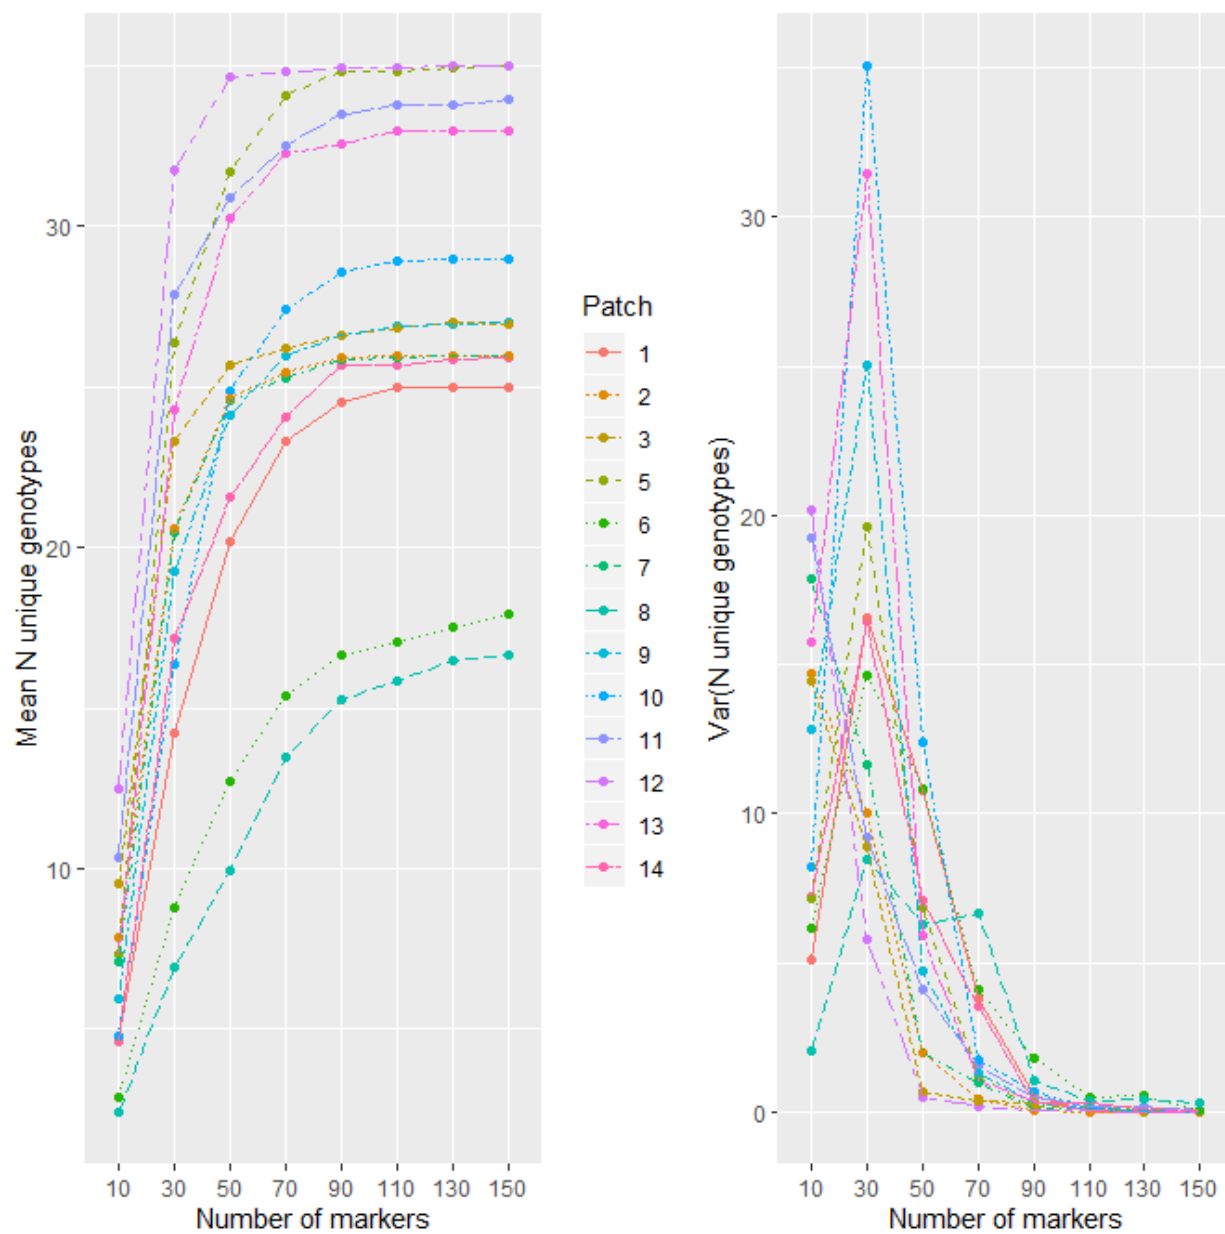 Mean N unique genotypes
30
20
10
10 30 50 70 90 110 130 150
Number of markers
Patch
1
2
3
5
6
7
8
9
10
11
12
13
14
Var(N unique genotypes)
30
20
10
0
10 30 50 70 90 110 130 150
Number of markers